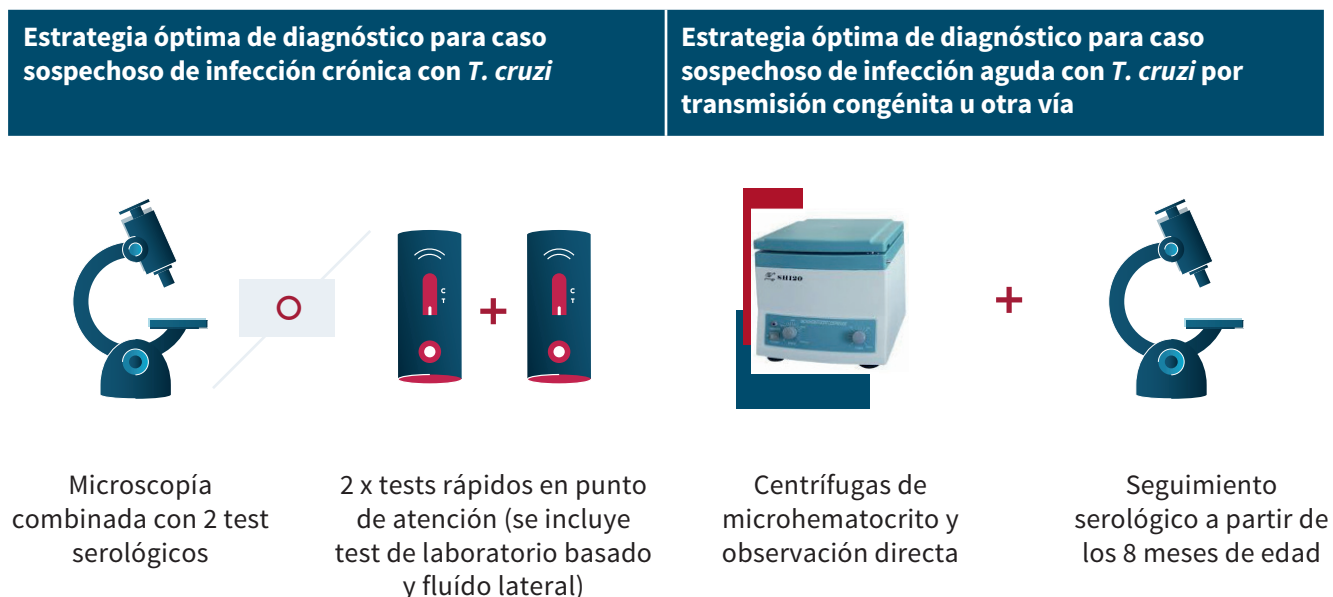 Estrategia óptima de diagnóstico para caso
sospechoso de infección crónica con T. cruzi
Estrategia óptima de diagnóstico para caso
sospechoso de infección aguda con T. cruzi por
transmisión congénita u otra vía
O
C
T
+
C
T
SH120
+
Microscopía
combinada con 2 test
serológicos
2 x tests rápidos en punto
de atención (se incluye
test de laboratorio basado
y fluído lateral)
Centrífugas de
microhematocrito y
observación directa
Seguimiento
serológico a partir de
los 8 meses de edad